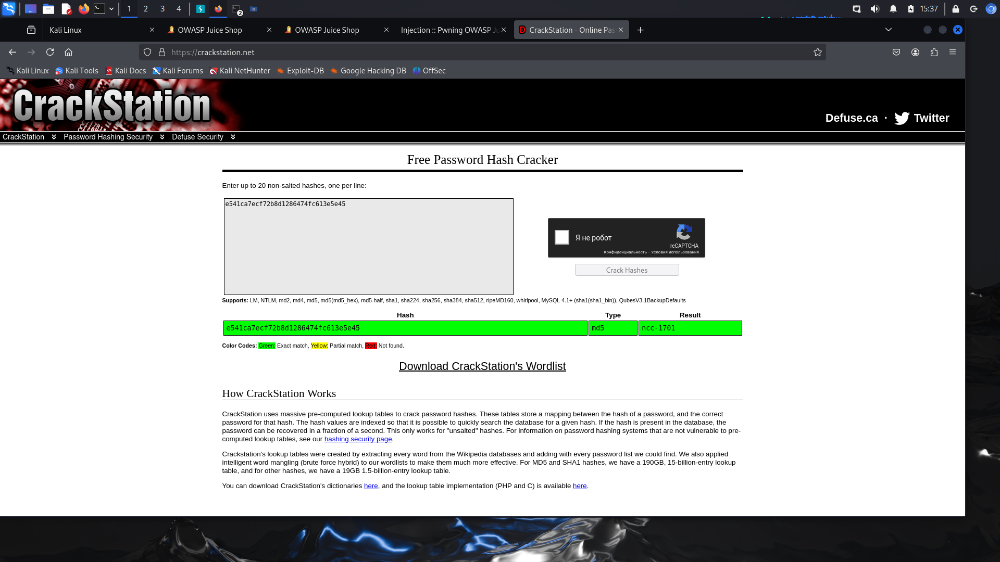 1 2 3 4 2 15:37
Kali Linux OWASP Juice Shop OWASP Juice Shop Injection :: Pwning OWASP Ju CrackStation - Online Pas
https://crackstation.net
Kali Linux Kali Tools Kali Docs Kali Forums Kali NetHunter Exploit-DB Google Hacking DB OffSec
CrackStation
Defuse.ca · Twitter
CrackStation Password Hashing Security Defuse Security
Free Password Hash Cracker
Enter up to 20 non-salted hashes, one per line:
e541ca7ecf72b8d1286474fc613e5e45
Я не робот
reCAPTCHA
Конфиденциальность - Условия использования
Crack Hashes
Supports: LM, NTLM, md2, md4, md5, md5(md5_hex), md5-half, sha1, sha224, sha256, sha384, sha512, ripeMD160, whirlpool, MySQL 4.1+ (sha1(sha1_bin)), QubesV3.1BackupDefaults
Hash Type Result
e541ca7ecf72b8d1286474fc613e5e45 md5 ncc-1701
Color Codes: Green: Exact match, Yellow: Partial match, Red: Not found.
Download CrackStation's Wordlist
How CrackStation Works
CrackStation uses massive pre-computed lookup tables to crack password hashes. These tables store a mapping between the hash of a password, and the correct
password for that hash. The hash values are indexed so that it is possible to quickly search the database for a given hash. If the hash is present in the database, the
password can be recovered in a fraction of a second. This only works for "unsalted" hashes. For information on password hashing systems that are not vulnerable to pre-
computed lookup tables, see our hashing security page.
Crackstation's lookup tables were created by extracting every word from the Wikipedia databases and adding with every password list we could find. We also applied
intelligent word mangling (brute force hybrid) to our wordlists to make them much more effective. For MD5 and SHA1 hashes, we have a 190GB, 15-billion-entry lookup
table, and for other hashes, we have a 19GB 1.5-billion-entry lookup table.
You can download CrackStation's dictionaries here, and the lookup table implementation (PHP and C) is available here.